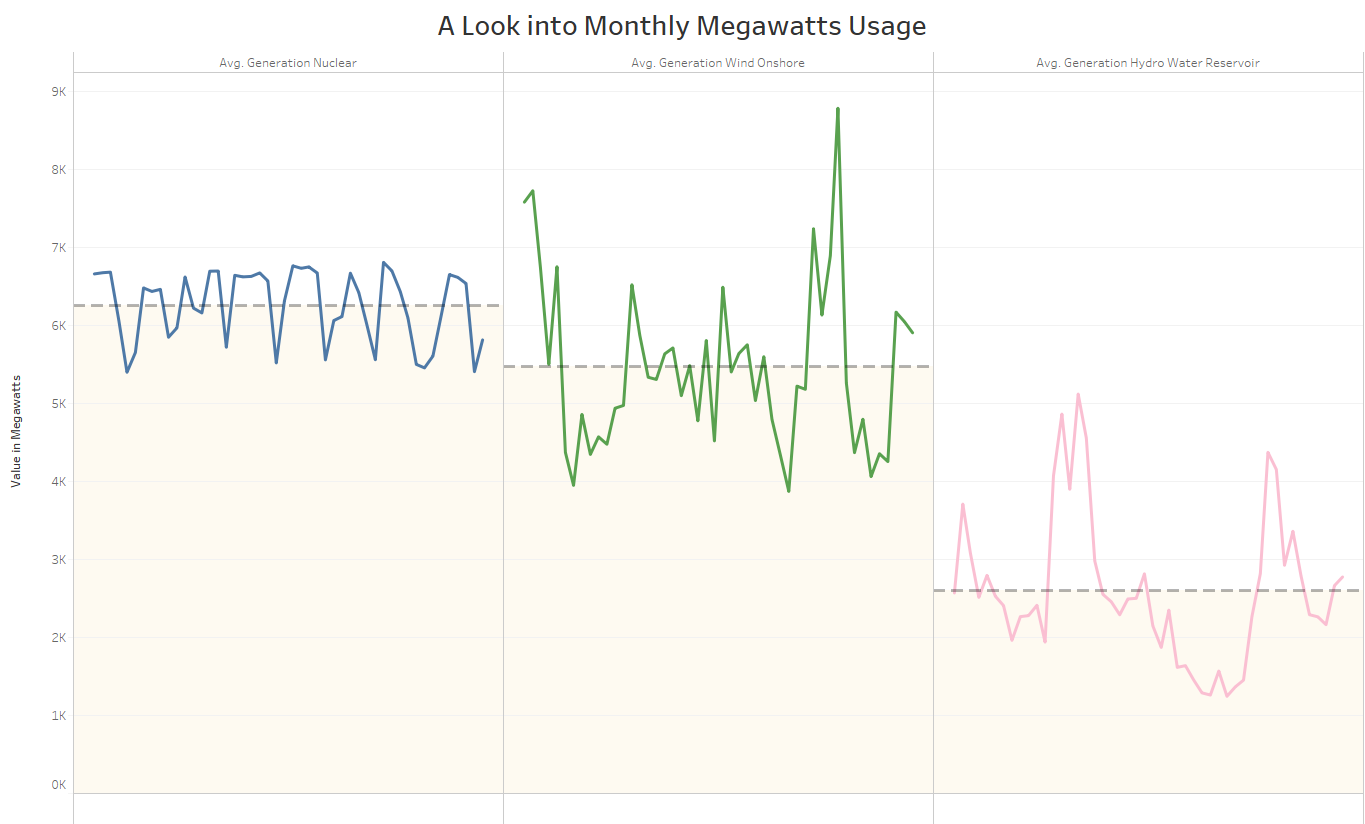 A Look into Monthly Megawatts Usage
Avg. Generation Nuclear
Avg. Generation Wind Onshore
Avg. Generation Hydro Water Reservoir
9K
8K
7K
6K
5K
4K
3K
2K
1K
0K
Value in Megawatts